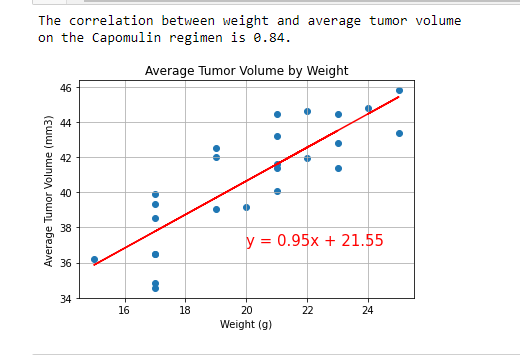 The correlation between weight and average tumor volume
on the Capomulin regimen is 0.84.
Average Tumor Volume by Weight
Average Tumor Volume (mm3)
46
44
42
40
38
36
34
y = 0.95x + 21.55
16 18 20 22 24
Weight (g)